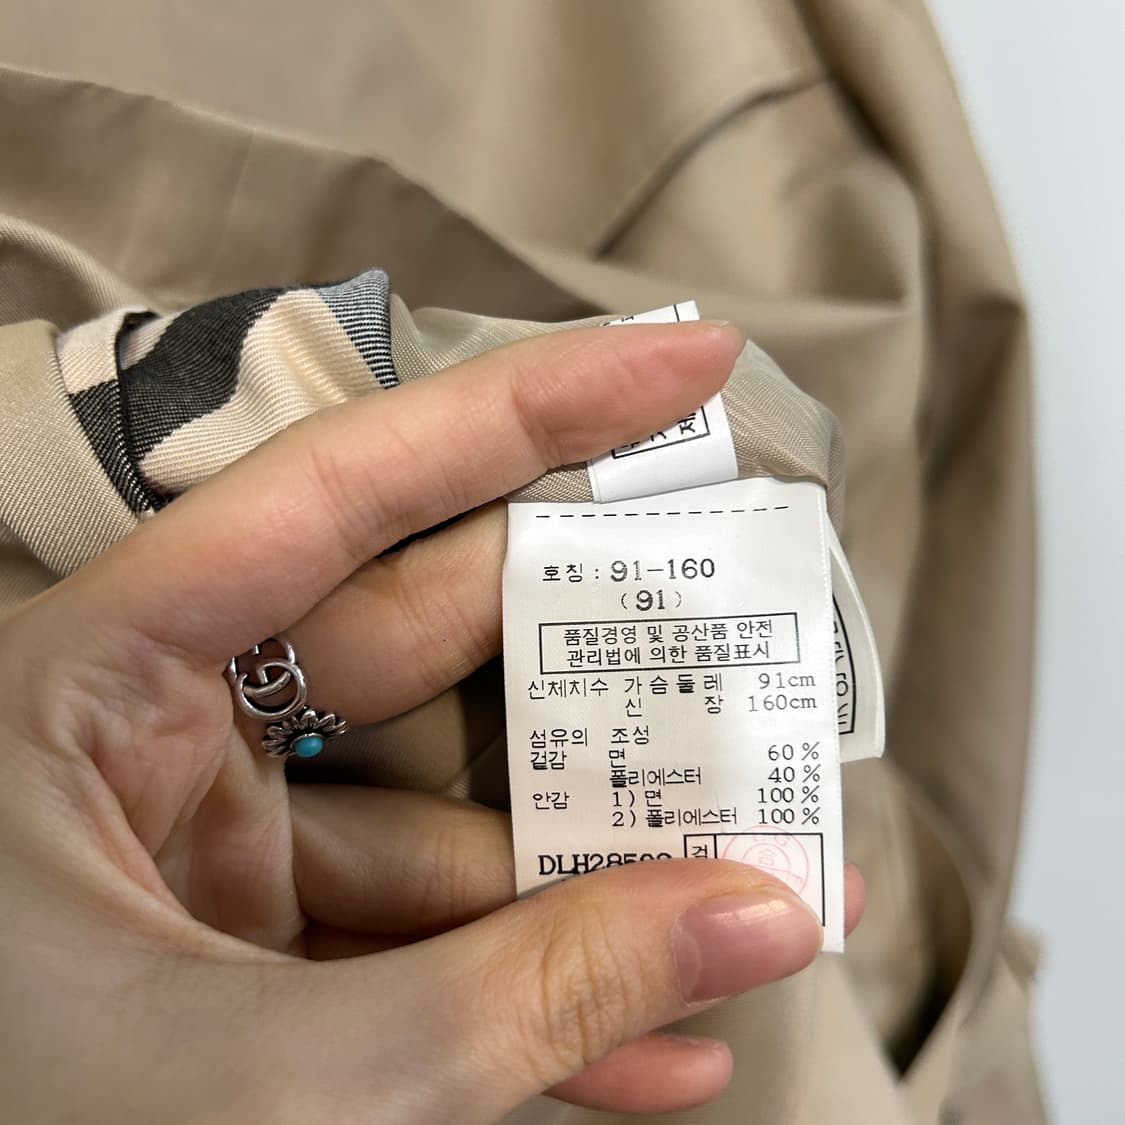 호칭 : 91-160
(91)
품질경영 및 공산품 안전
관리법에 의한 품질표시
신체치수 가슴둘레 91cm
신 장 160cm
섬유의 조성
겉감 면 60%
폴리에스터 40%
안감 1) 면 100%
2) 폴리에스터 100%
검
합